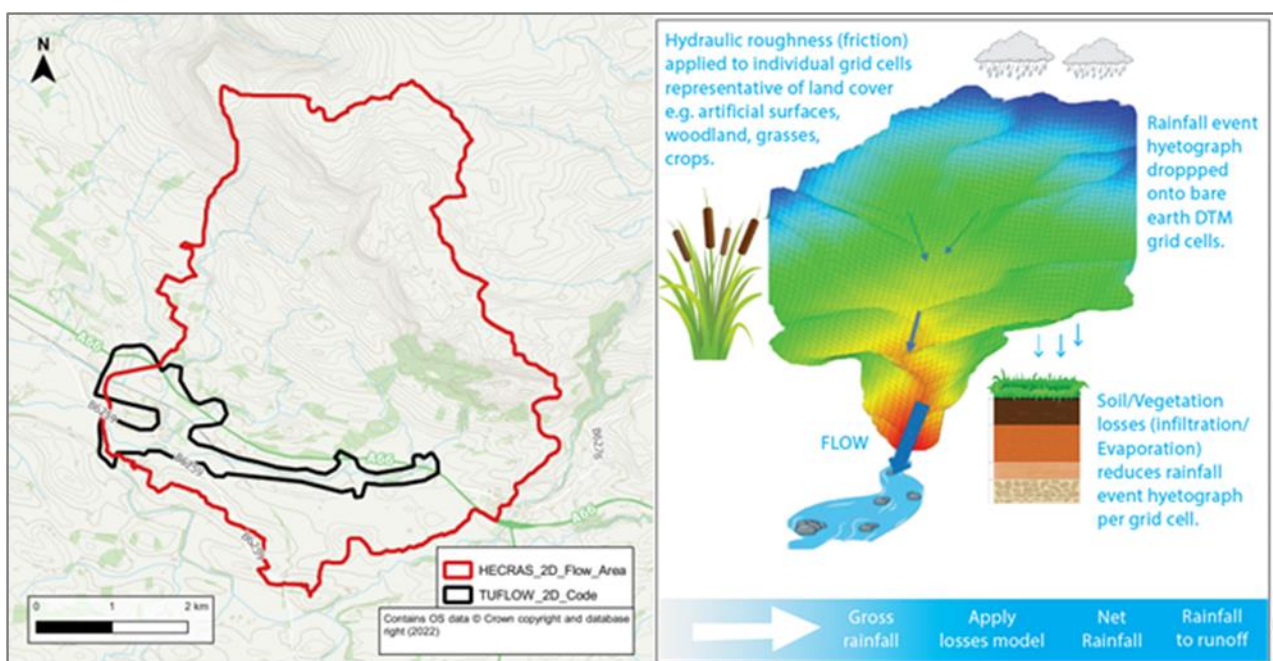 N
A66
B6259
B6259
A66
B6259
B6276
A66
HECRAS_2D_Flow_Area
TUFLOW_2D_Code
0 1 2 km
Contains OS data © Crown copyright and database
right (2022)
Hydraulic roughness (friction)
applied to individual grid cells
representative of land cover
e.g. artificial surfaces,
woodland, grasses,
crops.
Rainfall event
hyetograph
droppped
onto bare
earth DTM
grid cells.
FLOW
Soil/Vegetation
losses (infiltration/
Evaporation)
reduces rainfall
event hyetograph
per grid cell.
Gross
rainfall
Apply
losses model
Net
Rainfall
Rainfall
to runoff